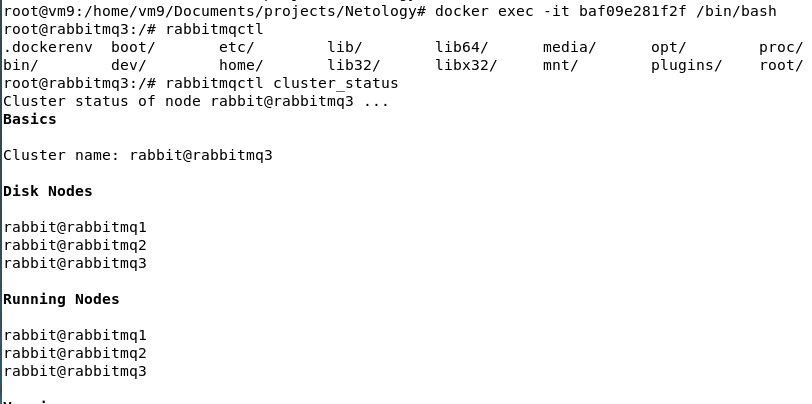 root@vm9:/home/vm9/Documents/projects/Netology# docker exec -it baf09e281f2f /bin/bash
root@rabbitmq3:/# rabbitmqctl
.dockerenv boot/ etc/ lib/ lib64/ media/ opt/ proc/
bin/ dev/ home/ lib32/ libx32/ mnt/ plugins/ root/
root@rabbitmq3:/# rabbitmqctl cluster_status
Cluster status of node rabbit@rabbitmq3 ...
Basics
Cluster name: rabbit@rabbitmq3
Disk Nodes
rabbit@rabbitmq1
rabbit@rabbitmq2
rabbit@rabbitmq3
Running Nodes
rabbit@rabbitmq1
rabbit@rabbitmq2
rabbit@rabbitmq3